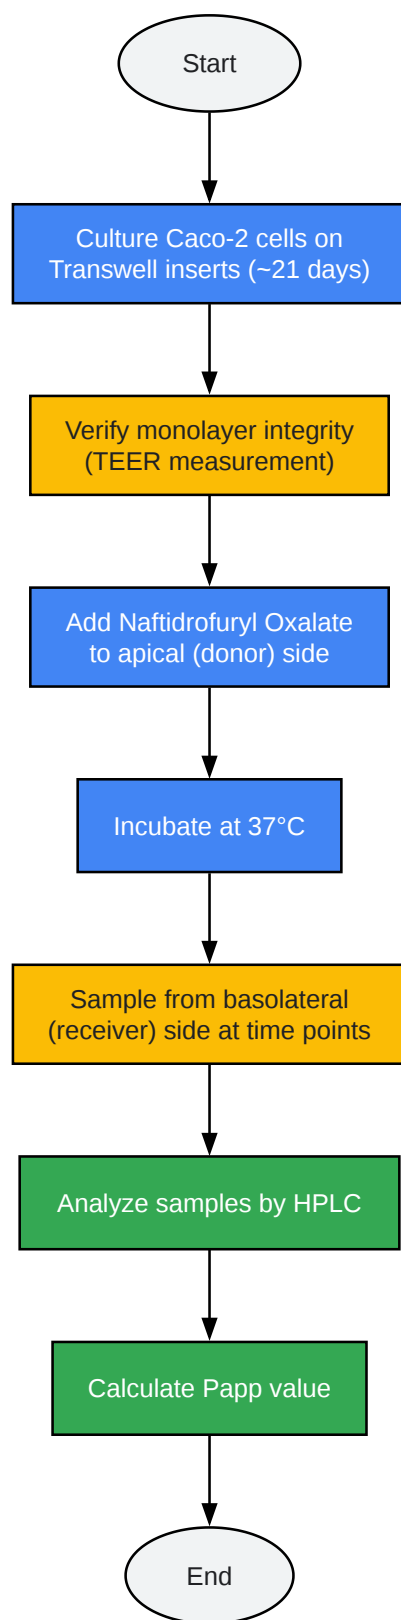 Start
Culture Caco-2 cells on
Transwell inserts (~21 days)
Verify monolayer integrity
(TEER measurement)
Add Naftidrofuryl Oxalate
to apical (donor) side
Incubate at 37°C
Sample from basolateral
(receiver) side at time points
Analyze samples by HPLC
Calculate Papp value
End